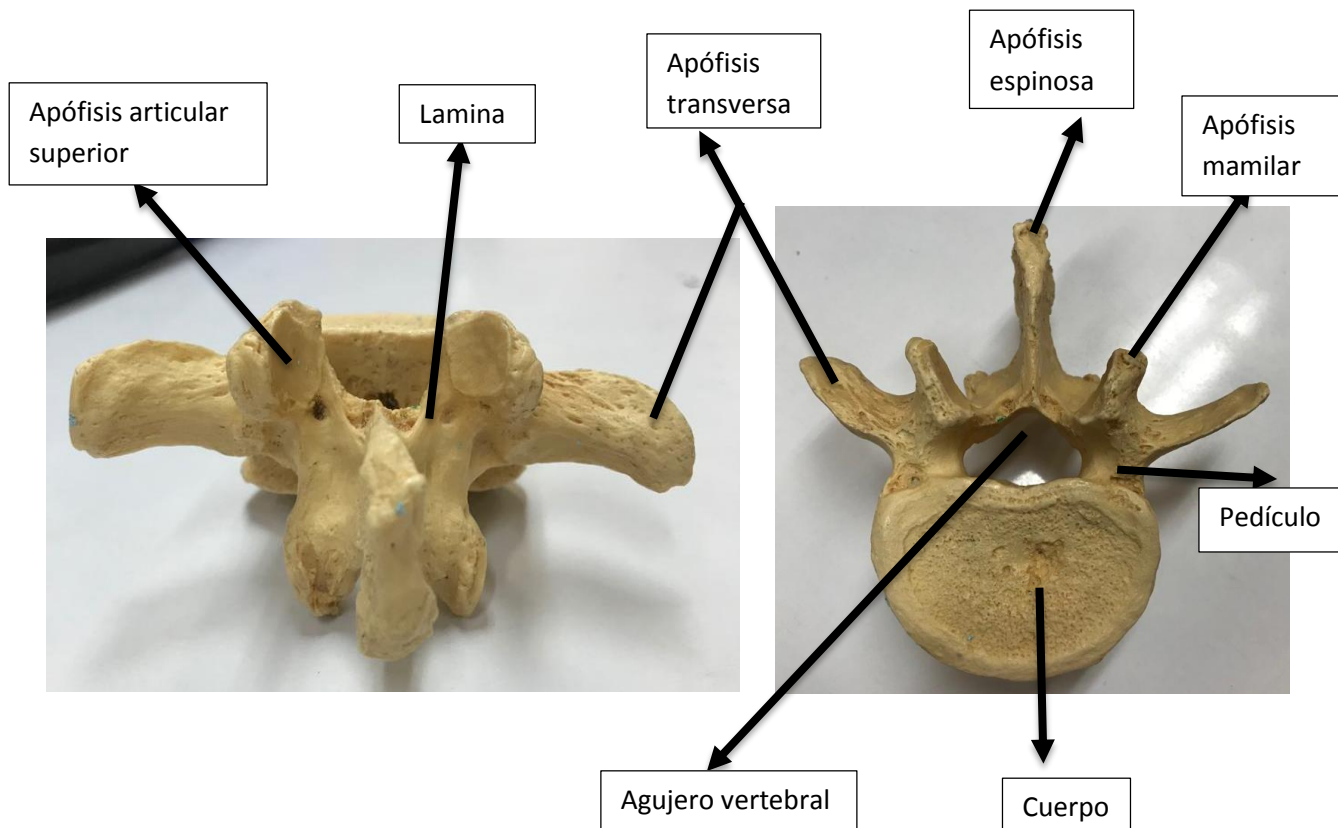 Apófisis articular
superior
Lamina
Apófisis
transversa
Apófisis
espinosa
Apófisis
mamilar
Pedículo
Agujero vertebral
Cuerpo